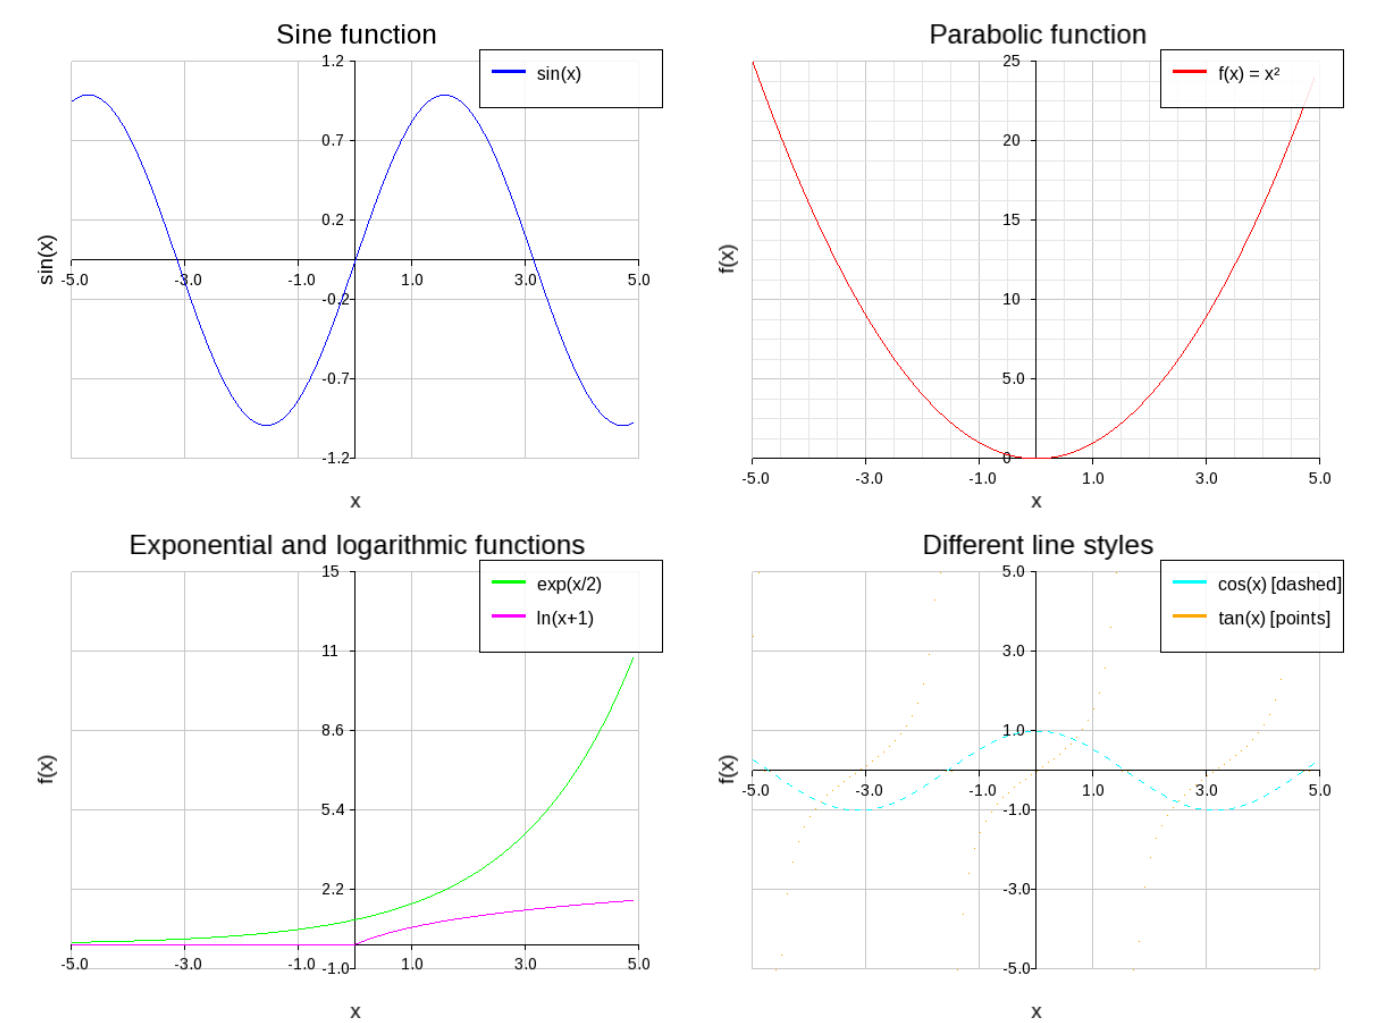 Sine function
sin(x)
1.2
0.7
0.2
-0.2
-0.7
-1.2
-5.0 -3.0 -1.0 1.0 3.0 5.0
sin(x)
x
Parabolic function
f(x) = x²
25
20
15
10
5.0
0
-5.0 -3.0 -1.0 1.0 3.0 5.0
f(x)
x
Exponential and logarithmic functions
exp(x/2)
ln(x+1)
15
11
8.6
5.4
2.2
-1.0
-5.0 -3.0 -1.0 1.0 3.0 5.0
f(x)
x
Different line styles
cos(x) [dashed]
tan(x) [points]
5.0
3.0
1.0
-1.0
-3.0
-5.0
-5.0 -3.0 -1.0 1.0 3.0 5.0
f(x)
x